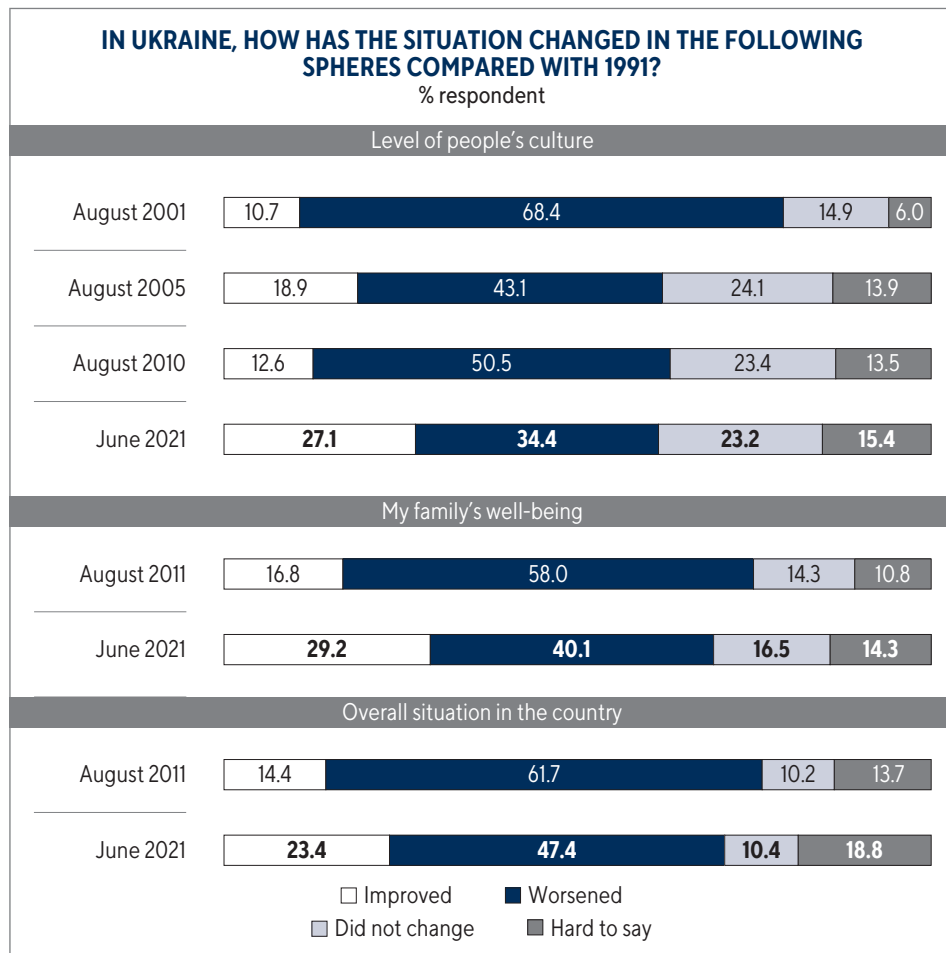 IN UKRAINE, HOW HAS THE SITUATION CHANGED IN THE FOLLOWING
SPHERES COMPARED WITH 1991?
% respondent
Level of people's culture
August 2001 10.7 68.4 14.9 6.0
August 2005 18.9 43.1 24.1 13.9
August 2010 12.6 50.5 23.4 13.5
June 2021 27.1 34.4 23.2 15.4
My family's well-being
August 2011 16.8 58.0 14.3 10.8
June 2021 29.2 40.1 16.5 14.3
Overall situation in the country
August 2011 14.4 61.7 10.2 13.7
June 2021 23.4 47.4 10.4 18.8
Improved Worsened
Did not change Hard to say